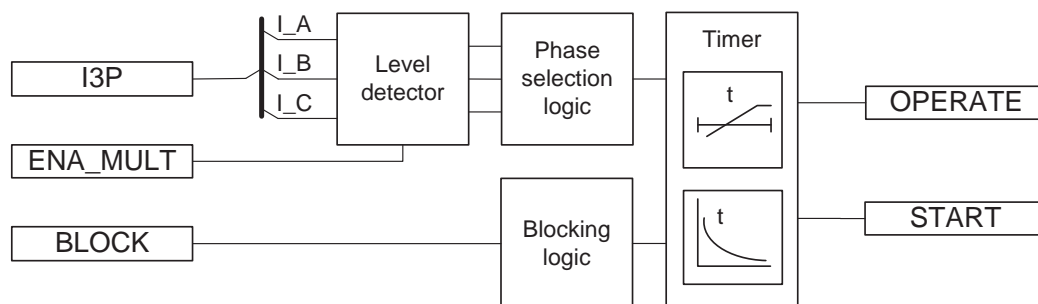 I_A
I_B
I_C
I3P
ENA_MULT
BLOCK
Level
detector
Phase
selection
logic
Blocking
logic
Timer
t
t
OPERATE
START